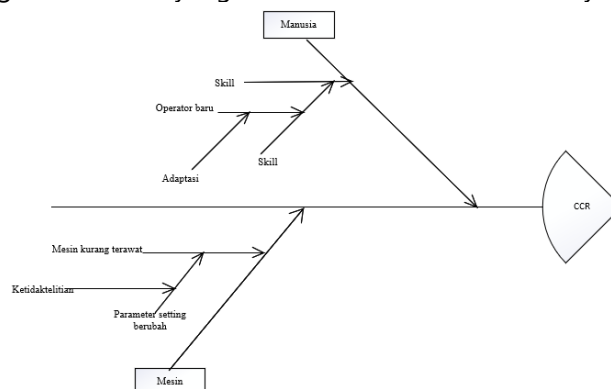 Manusia
Skill
Operator baru
Skill
Adaptasi
CCR
Mesin kurang terawat
Ketidaktelitian
Parameter setting
berubah
Mesin